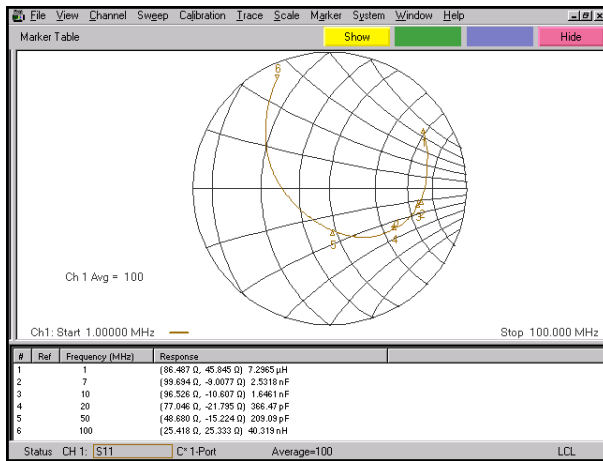 File View Channel Sweep Calibration Trace Scale Marker System Window Help
Marker Table Show Hide
6
1
2
3
4
5
Ch 1 Avg = 100
Ch1: Start 1.00000 MHz Stop 100.000 MHz
# Ref Frequency (MHz) Response
1 1 (86.487 Ω, 45.845 Ω) 7.2965 µH
2 7 (99.694 Ω, -9.0077 Ω) 2.5318 nF
3 10 (96.526 Ω, -10.607 Ω) 1.6461 nF
4 20 (77.046 Ω, -21.795 Ω) 366.47 pF
5 50 (48.680 Ω, -15.224 Ω) 209.09 pF
6 100 (25.418 Ω, 25.333 Ω) 40.319 nH
Status CH 1: S11 C* 1-Port Average=100 LCL